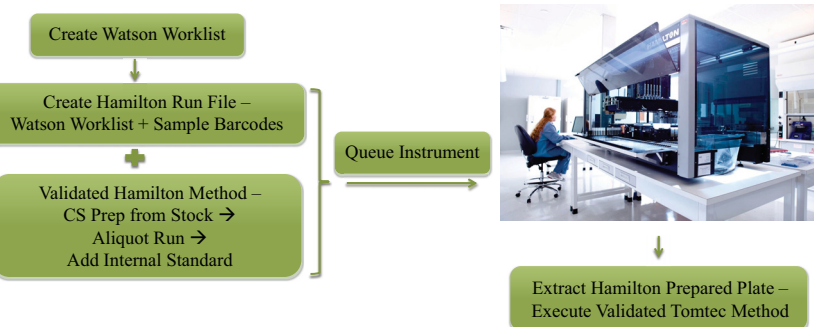 Create Watson Worklist
Create Hamilton Run File –
Watson Worklist + Sample Barcodes
Validated Hamilton Method –
CS Prep from Stock →
Aliquot Run →
Add Internal Standard
Queue Instrument
Extract Hamilton Prepared Plate –
Execute Validated Tomtec Method